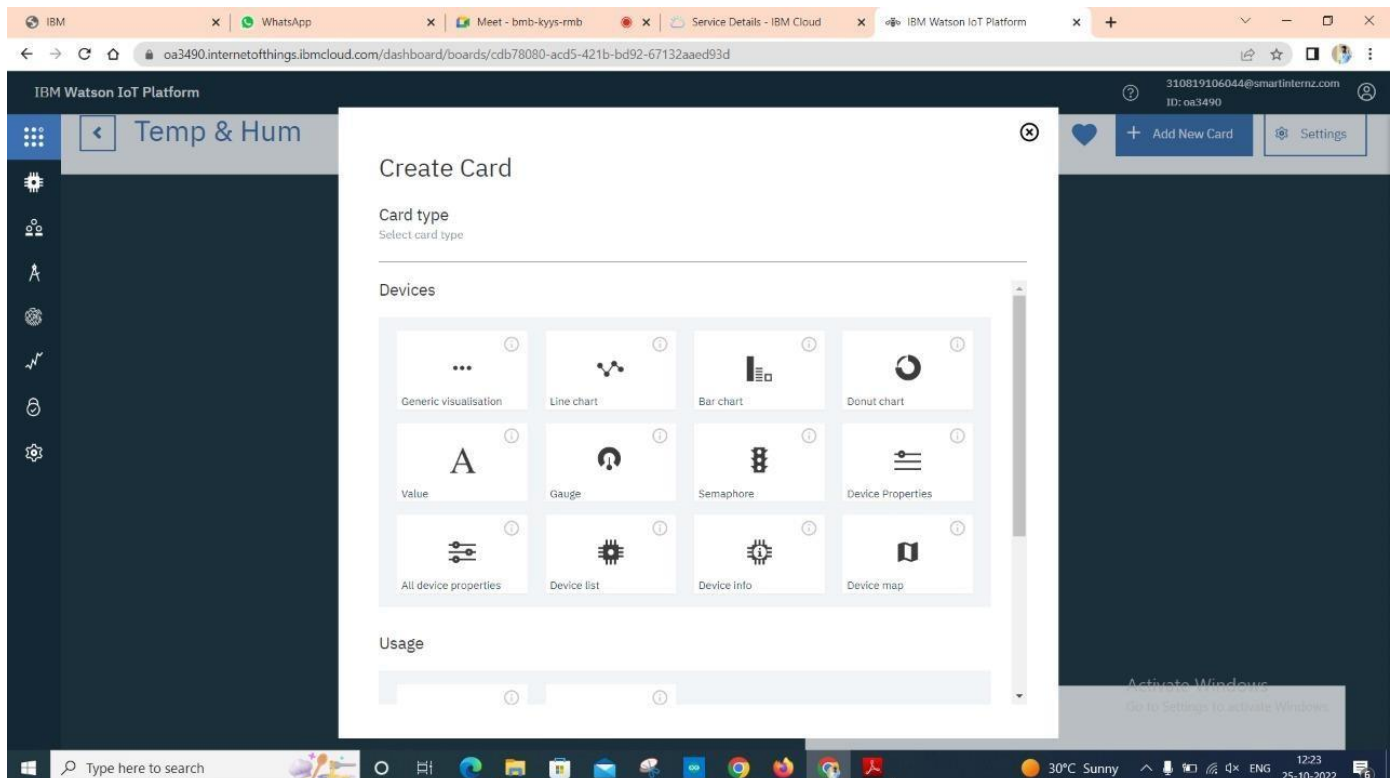 IBM
WhatsApp
Meet - bmb-kyys-rmb
Service Details - IBM Cloud
IBM Watson IoT Platform
oa3490.internetofthings.ibmcloud.com/dashboard/boards/cdb78080-acd5-421b-bd92-67132aaed93d
IBM Watson IoT Platform
310819106044@smartinternz.com
ID: oa3490
Temp & Hum
Add New Card
Settings
Create Card
Card type
Select card type
Devices
Generic visualisation
Line chart
Bar chart
Donut chart
A
Value
Gauge
Semaphore
Device Properties
All device properties
Device list
Device info
Device map
Usage
Activate Windows
Go to Settings to activate Windows.
Type here to search
30°C Sunny
ENG
12:23
25-10-2022
6